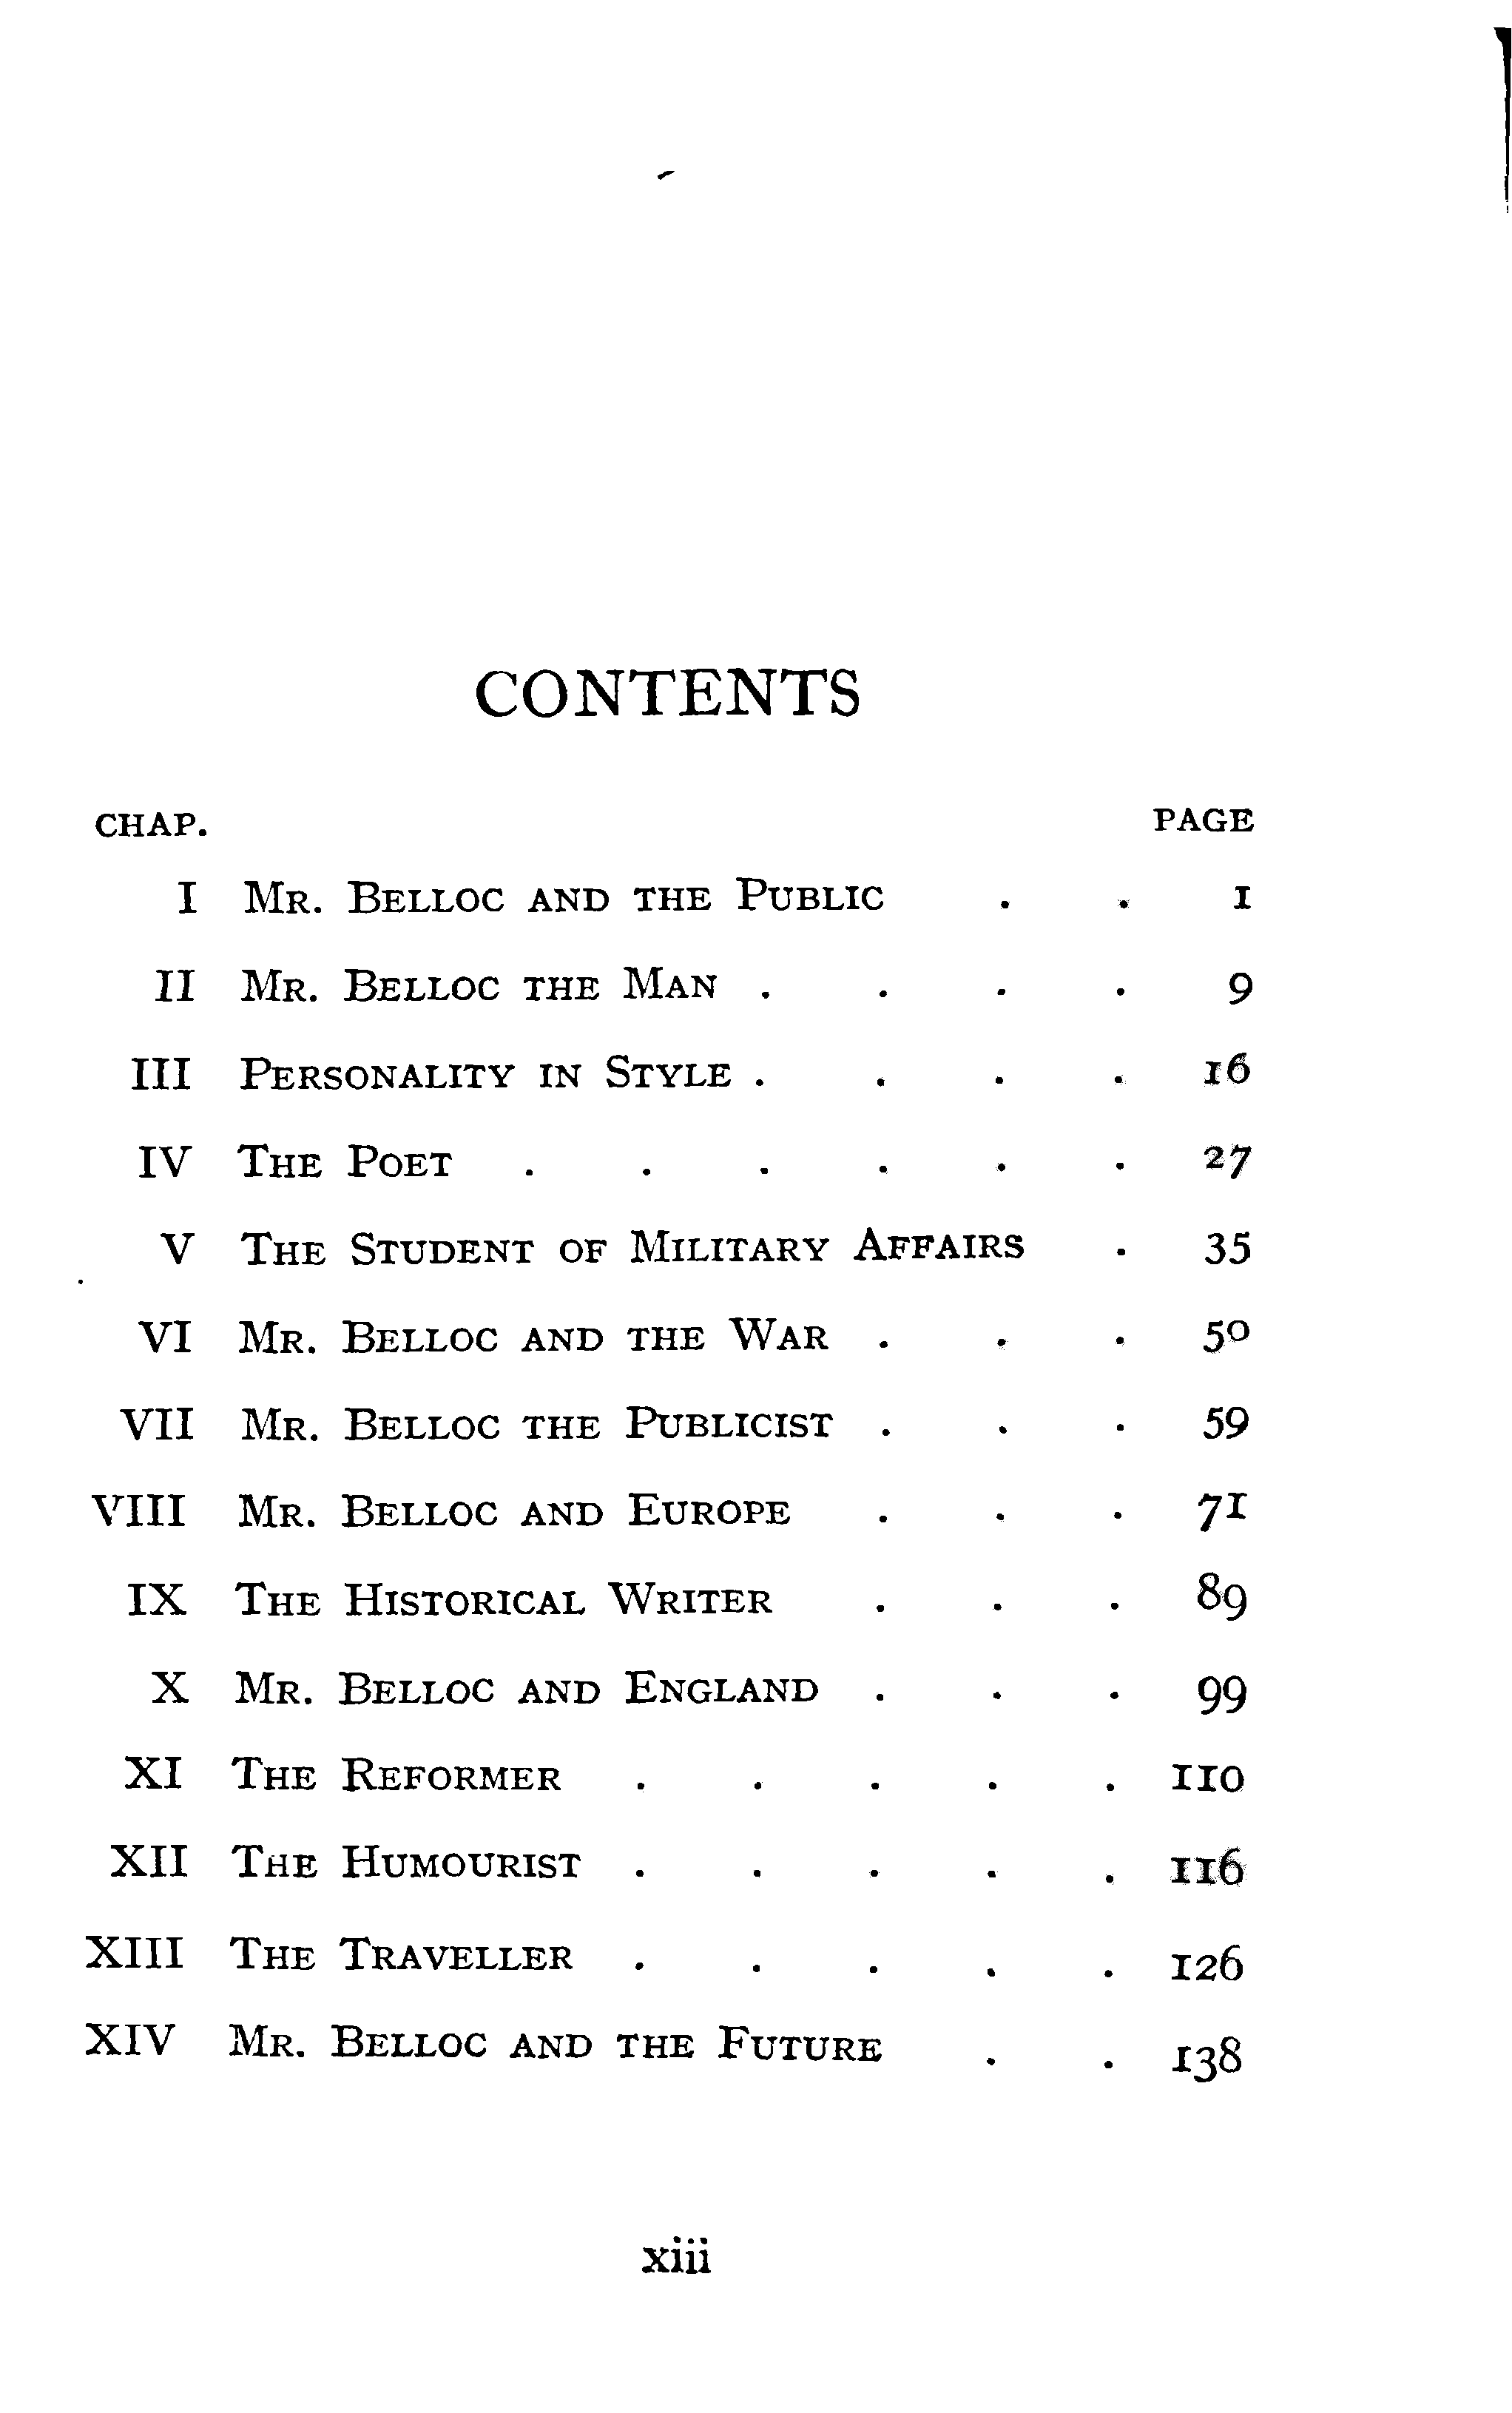 CONTENTS
CHAP. PAGE
I Mr. Belloc and the Public . . 1
II Mr. Belloc the Man . . . . 9
III Personality in Style . . . . 16
IV The Poet . . . . . . 27
V The Student of Military Affairs . 35
VI Mr. Belloc and the War . . . 50
VII Mr. Belloc the Publicist . . . 59
VIII Mr. Belloc and Europe . . . 71
IX The Historical Writer . . . 89
X Mr. Belloc and England . . . 99
XI The Reformer . . . . . 110
XII The Humourist . . . . . 116
XIII The Traveller . . . . . 126
XIV Mr. Belloc and the Future . . 138
xiii